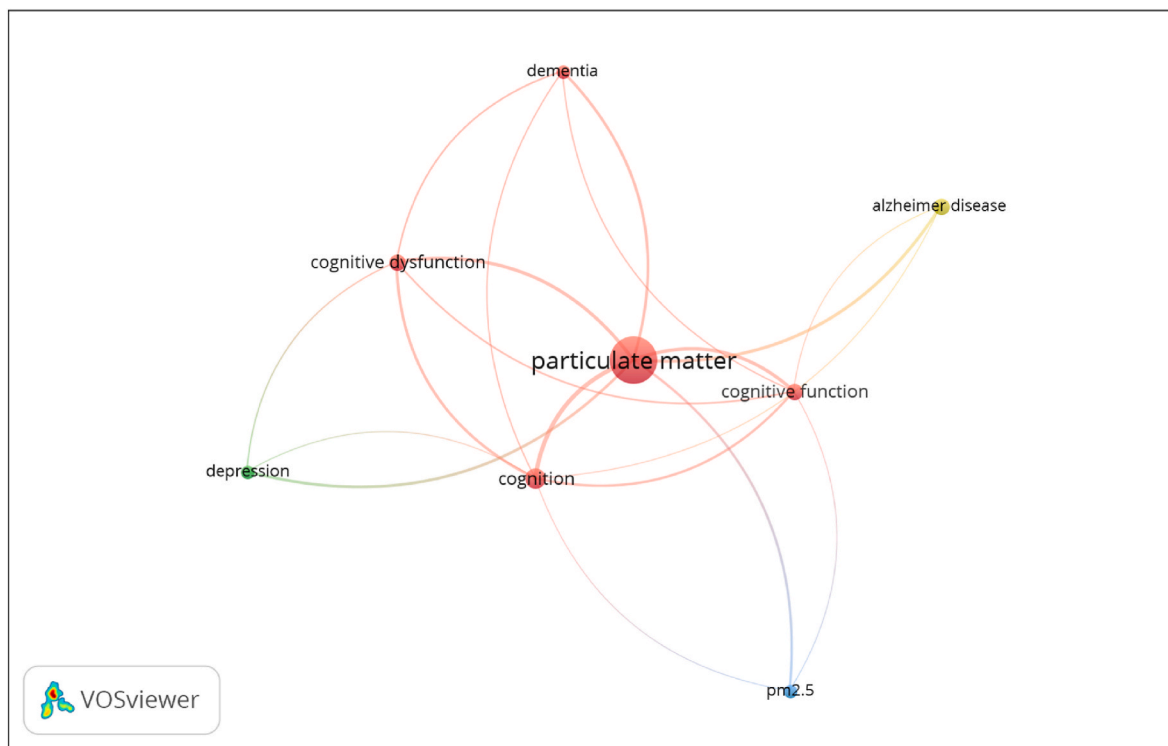 dementia
alzheimer disease
cognitive dysfunction
particulate matter
cognitive function
depression
cognition
pm2.5
VOSviewer